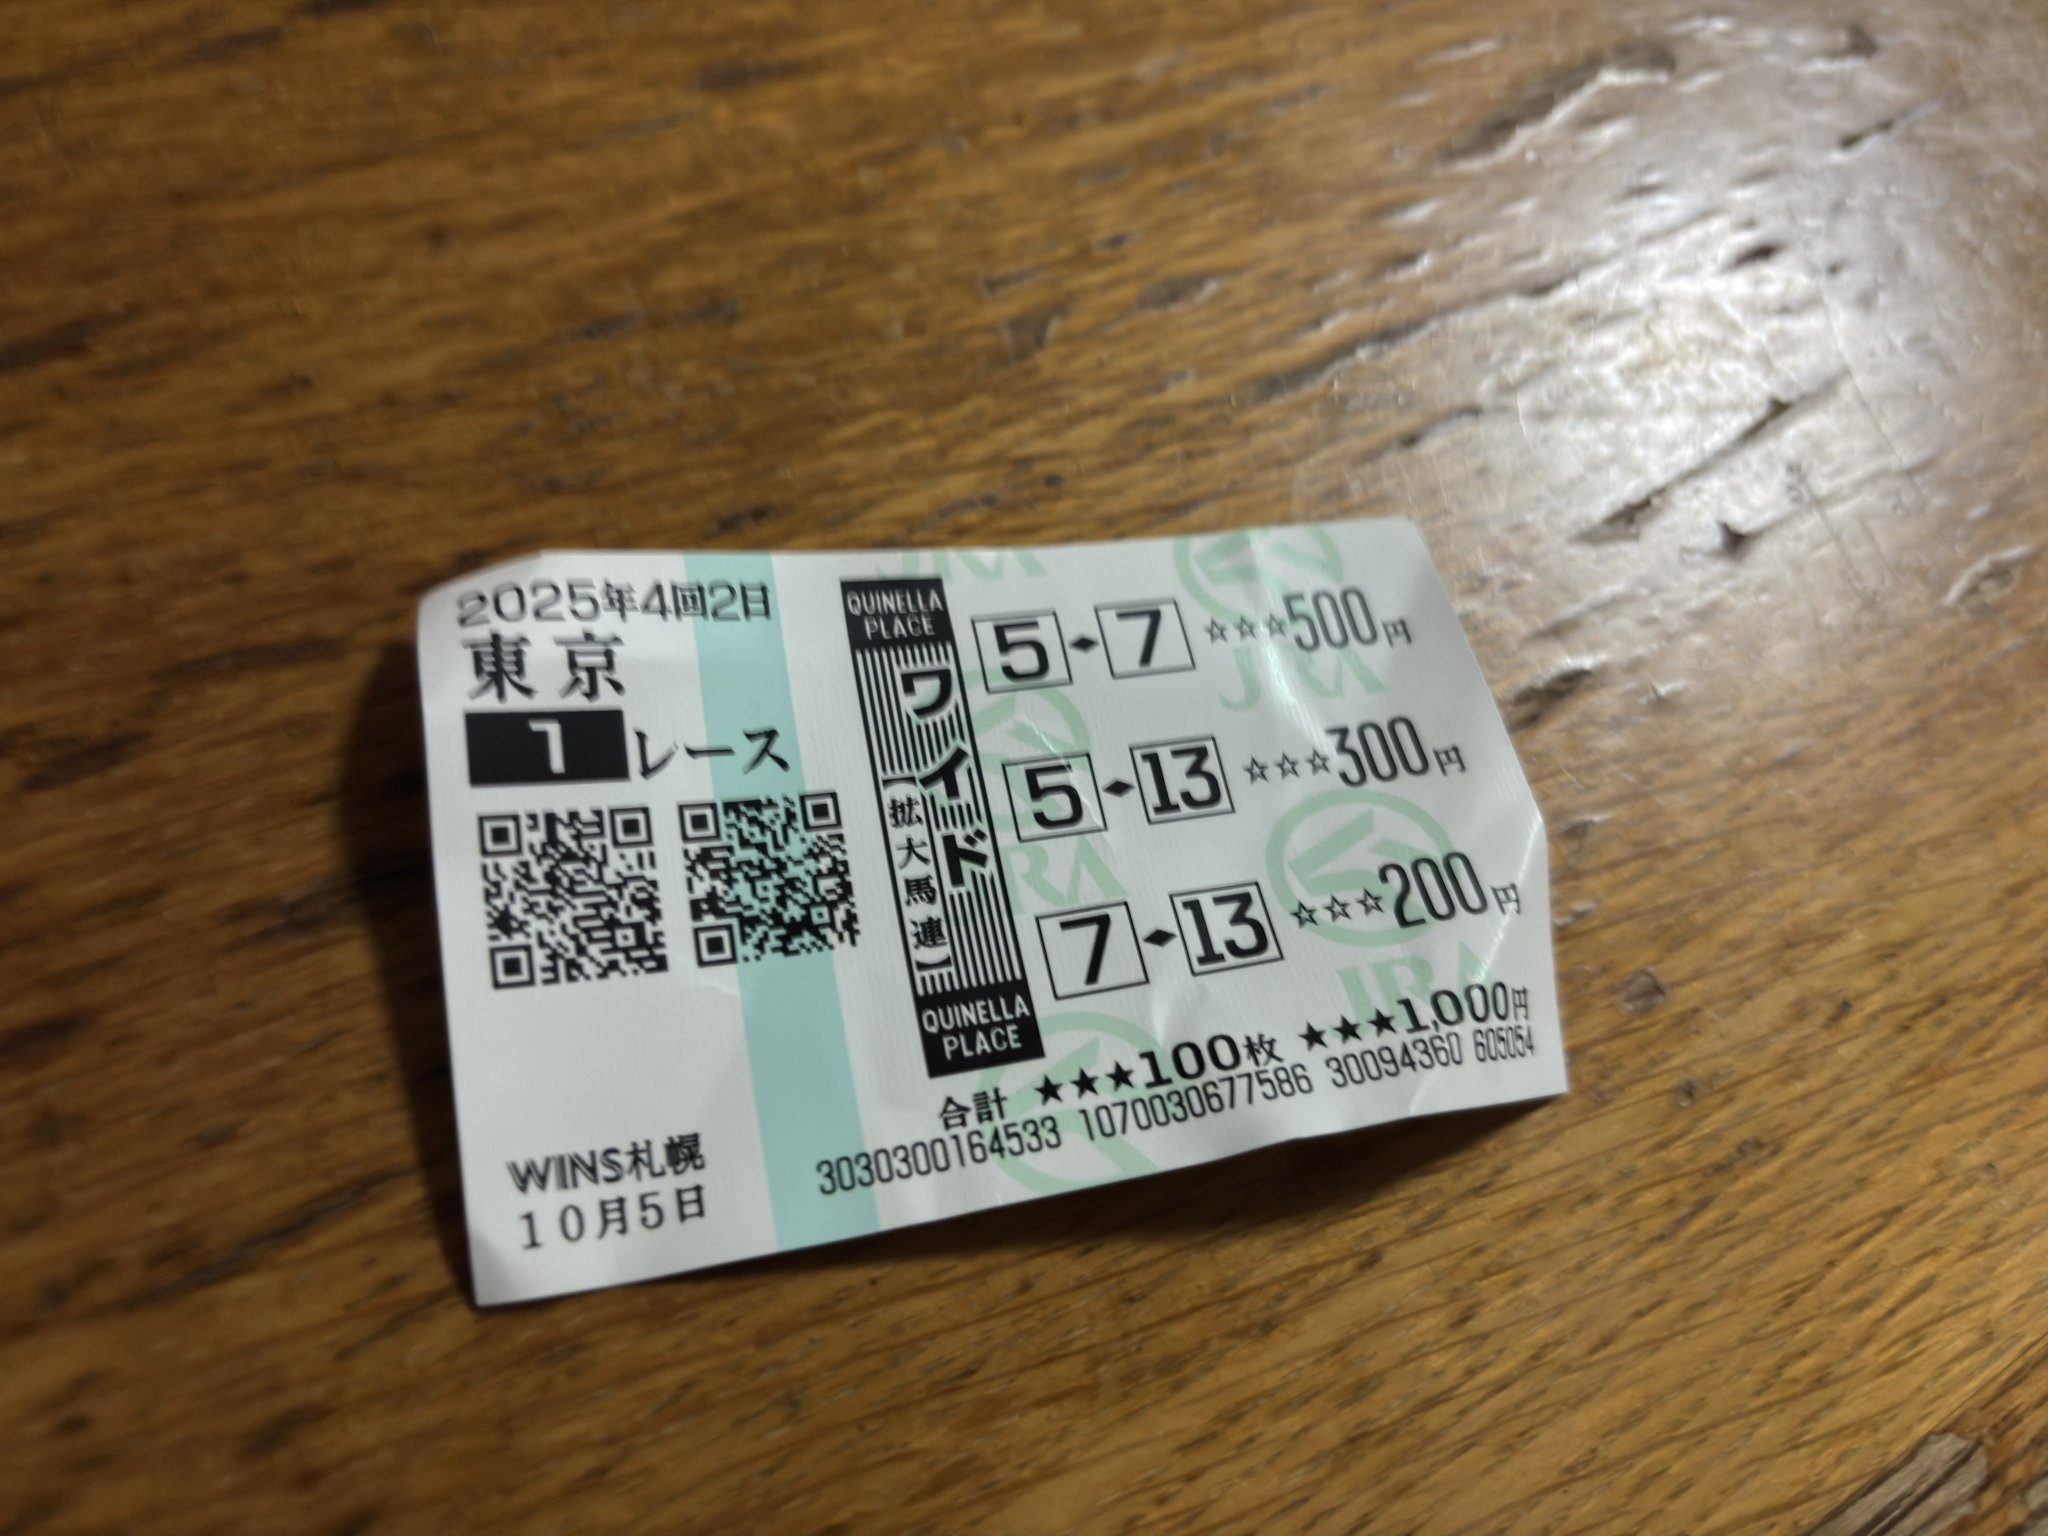 2025年4回2日
東京
1レース
WINS札幌
10月5日
QUINELLA
PLACE
ワイド
【拡大馬連】
QUINELLA
PLACE
5◆7 ☆☆☆500円
5◆13 ☆☆☆300円
7◆13 ☆☆☆200円
合計 ★★★100枚 ★★★1,000円
3030300164533 1070030677586 30094360 605054
JRA
JRA
JRA
JRA